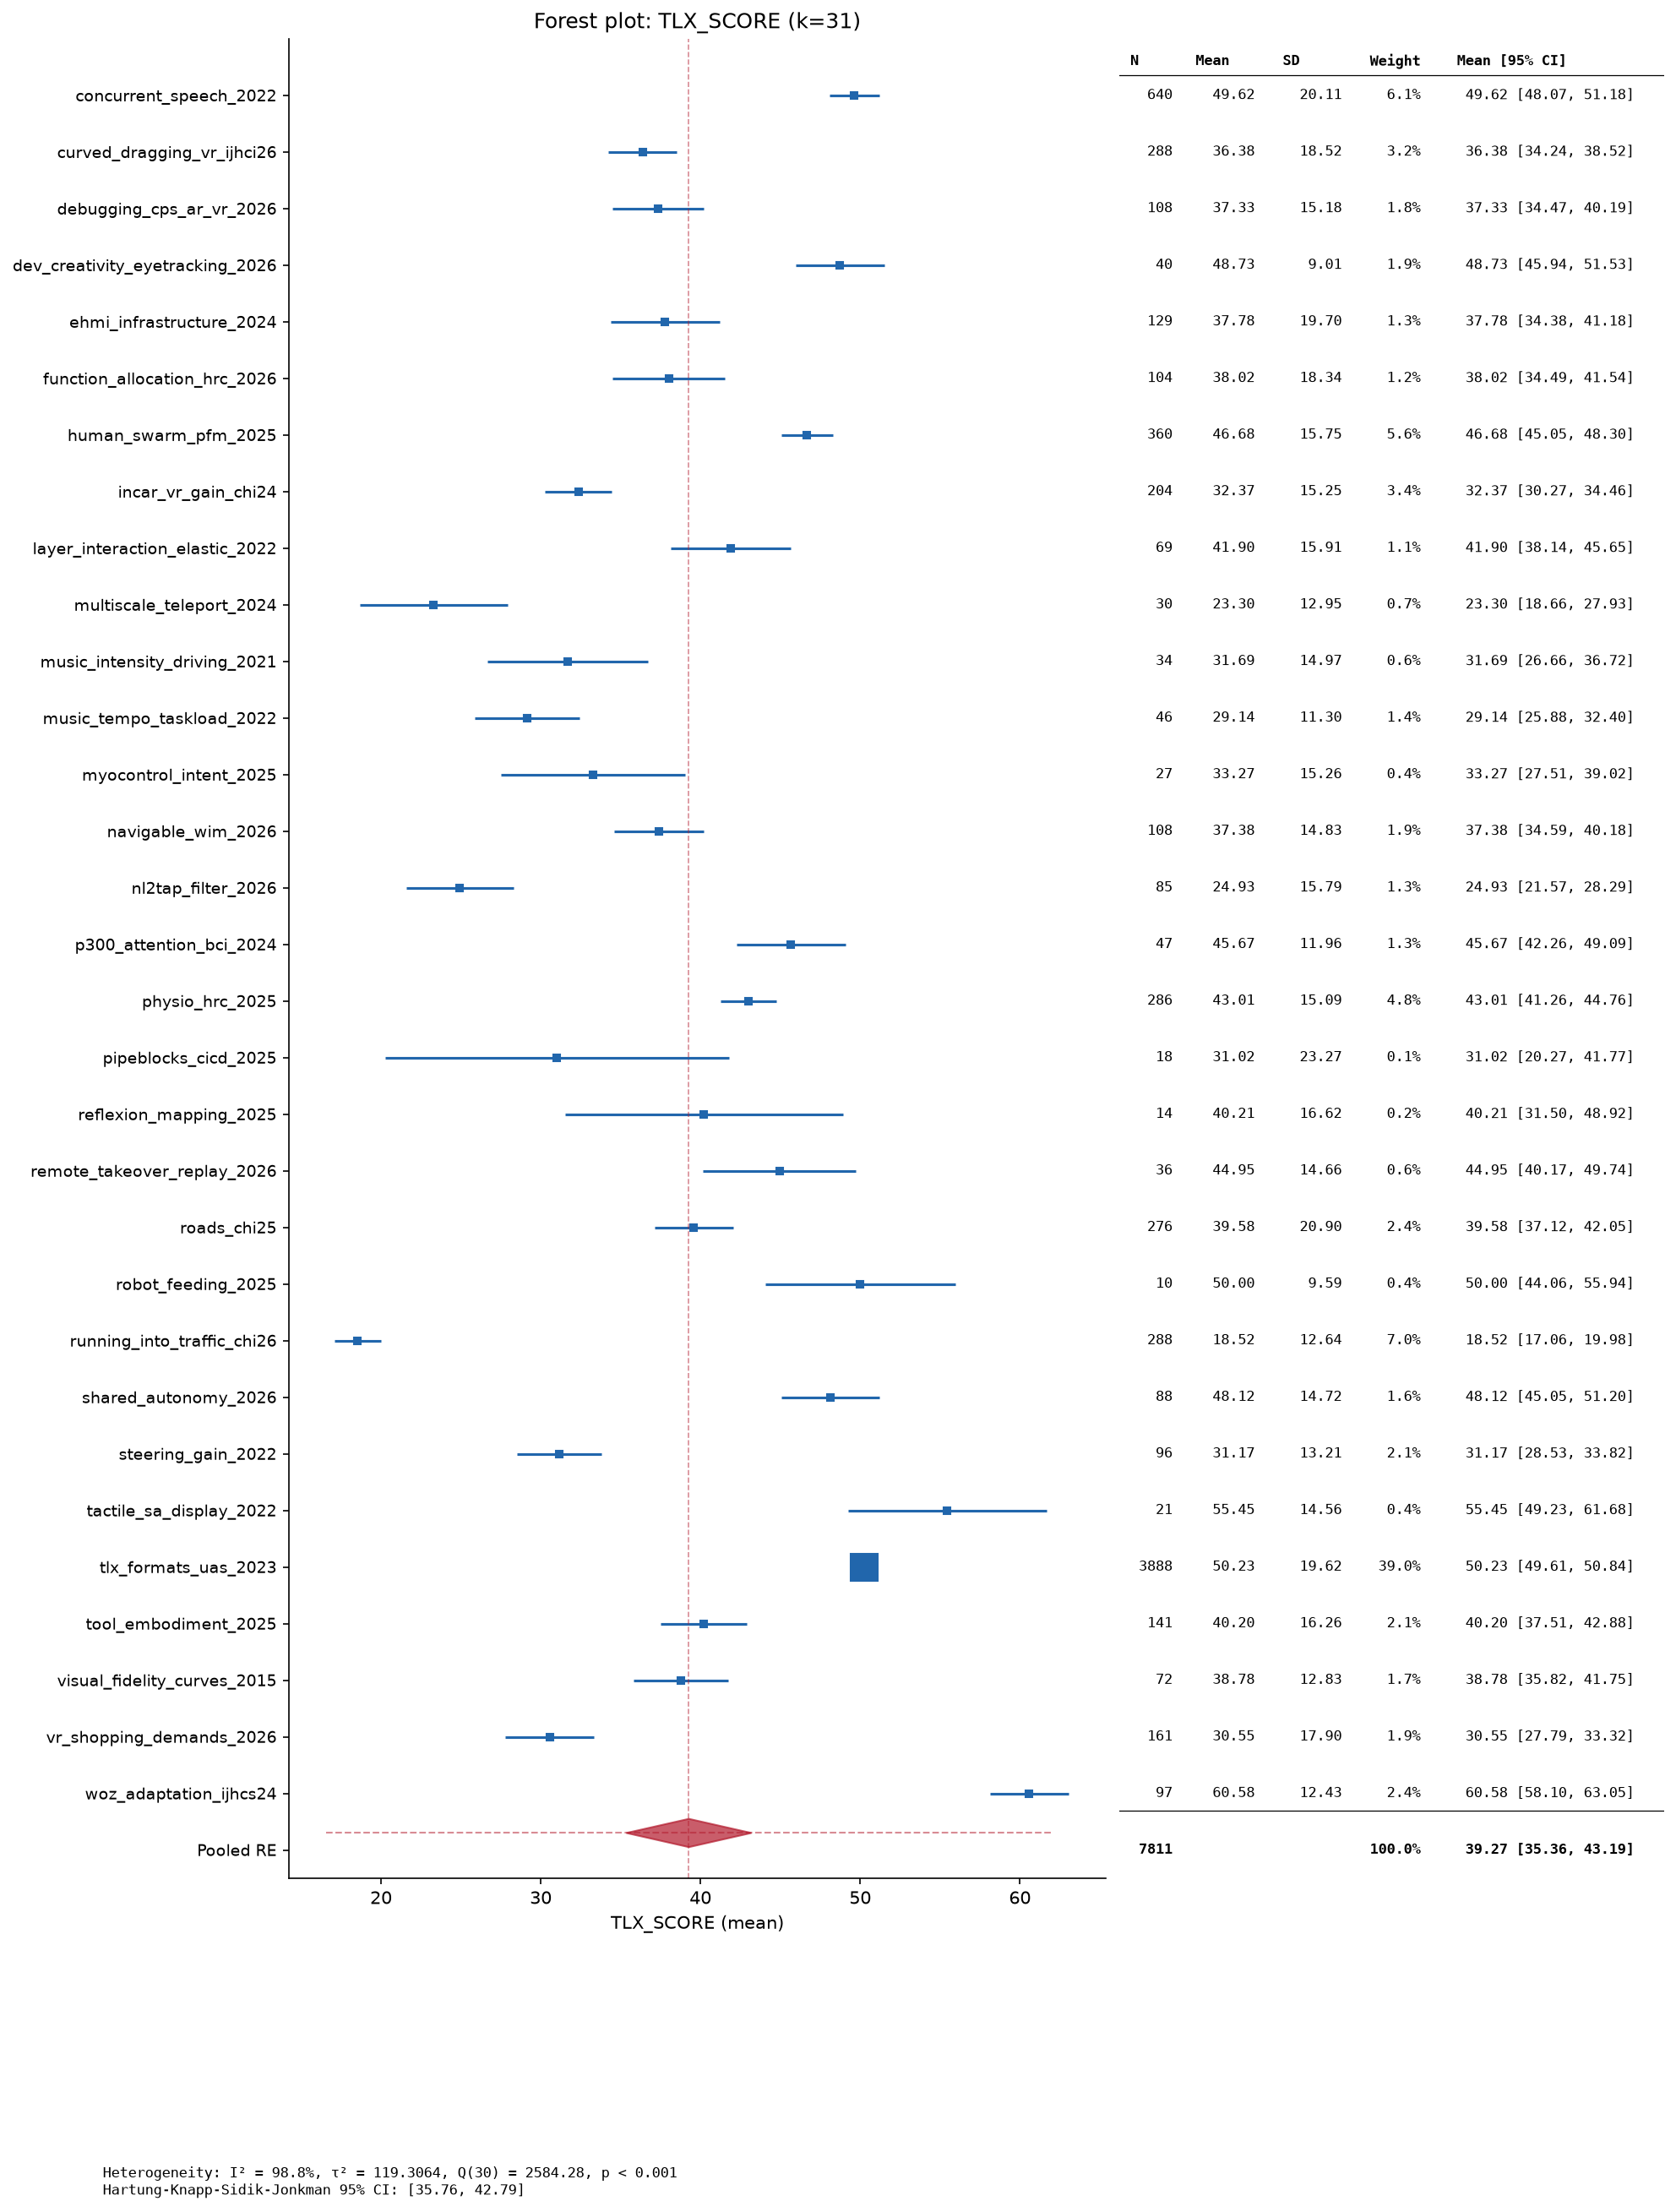 Forest plot: TLX_SCORE (k=31)
N Mean SD Weight Mean [95% CI]
concurrent_speech_2022 640 49.62 20.11 6.1% 49.62 [48.07, 51.18]
curved_dragging_vr_ijhci26 288 36.38 18.52 3.2% 36.38 [34.24, 38.52]
debugging_cps_ar_vr_2026 108 37.33 15.18 1.8% 37.33 [34.47, 40.19]
dev_creativity_eyetracking_2026 40 48.73 9.01 1.9% 48.73 [45.94, 51.53]
ehmi_infrastructure_2024 129 37.78 19.70 1.3% 37.78 [34.38, 41.18]
function_allocation_hrc_2026 104 38.02 18.34 1.2% 38.02 [34.49, 41.54]
human_swarm_pfm_2025 360 46.68 15.75 5.6% 46.68 [45.05, 48.30]
incar_vr_gain_chi24 204 32.37 15.25 3.4% 32.37 [30.27, 34.46]
layer_interaction_elastic_2022 69 41.90 15.91 1.1% 41.90 [38.14, 45.65]
multiscale_teleport_2024 30 23.30 12.95 0.7% 23.30 [18.66, 27.93]
music_intensity_driving_2021 34 31.69 14.97 0.6% 31.69 [26.66, 36.72]
music_tempo_taskload_2022 46 29.14 11.30 1.4% 29.14 [25.88, 32.40]
myocontrol_intent_2025 27 33.27 15.26 0.4% 33.27 [27.51, 39.02]
navigable_wim_2026 108 37.38 14.83 1.9% 37.38 [34.59, 40.18]
nl2tap_filter_2026 85 24.93 15.79 1.3% 24.93 [21.57, 28.29]
p300_attention_bci_2024 47 45.67 11.96 1.3% 45.67 [42.26, 49.09]
physio_hrc_2025 286 43.01 15.09 4.8% 43.01 [41.26, 44.76]
pipeblocks_cicd_2025 18 31.02 23.27 0.1% 31.02 [20.27, 41.77]
reflexion_mapping_2025 14 40.21 16.62 0.2% 40.21 [31.50, 48.92]
remote_takeover_replay_2026 36 44.95 14.66 0.6% 44.95 [40.17, 49.74]
roads_chi25 276 39.58 20.90 2.4% 39.58 [37.12, 42.05]
robot_feeding_2025 10 50.00 9.59 0.4% 50.00 [44.06, 55.94]
running_into_traffic_chi26 288 18.52 12.64 7.0% 18.52 [17.06, 19.98]
shared_autonomy_2026 88 48.12 14.72 1.6% 48.12 [45.05, 51.20]
steering_gain_2022 96 31.17 13.21 2.1% 31.17 [28.53, 33.82]
tactile_sa_display_2022 21 55.45 14.56 0.4% 55.45 [49.23, 61.68]
tlx_formats_uas_2023 3888 50.23 19.62 39.0% 50.23 [49.61, 50.84]
tool_embodiment_2025 141 40.20 16.26 2.1% 40.20 [37.51, 42.88]
visual_fidelity_curves_2015 72 38.78 12.83 1.7% 38.78 [35.82, 41.75]
vr_shopping_demands_2026 161 30.55 17.90 1.9% 30.55 [27.79, 33.32]
woz_adaptation_ijhcs24 97 60.58 12.43 2.4% 60.58 [58.10, 63.05]
Pooled RE 7811 100.0% 39.27 [35.36, 43.19]
20 30 40 50 60
TLX_SCORE (mean)
Heterogeneity: I² = 98.8%, τ² = 119.3064, Q(30) = 2584.28, p < 0.001
Hartung-Knapp-Sidik-Jonkman 95% CI: [35.76, 42.79]